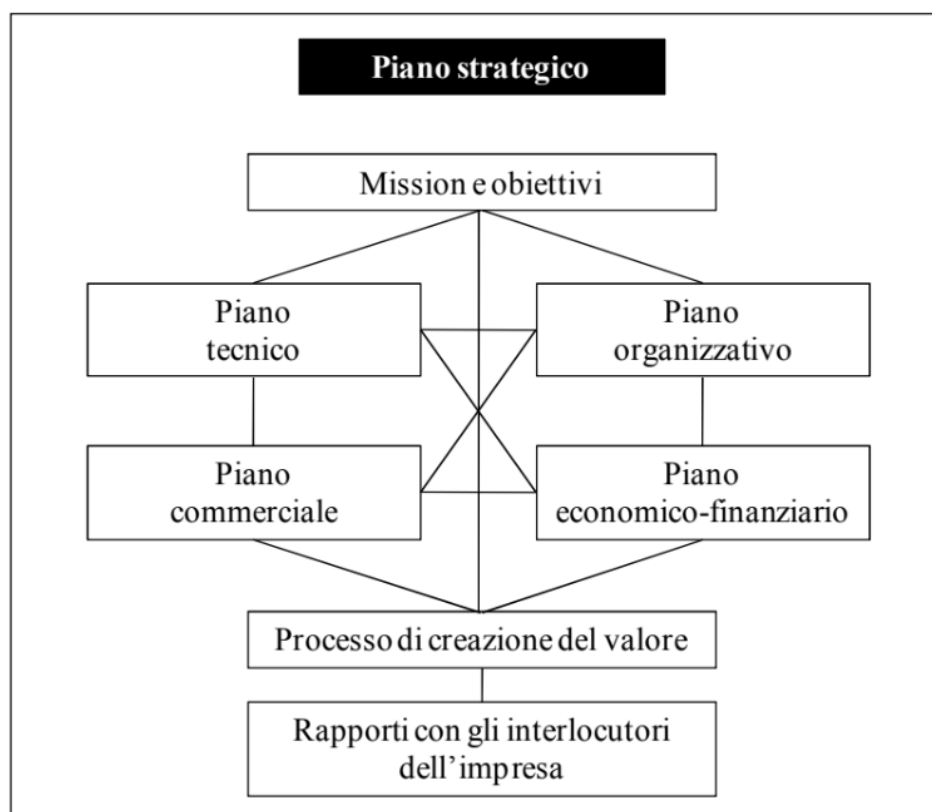 Piano strategico
Mission e obiettivi
Piano
tecnico
Piano
organizzativo
Piano
commerciale
Piano
economico-finanziario
Processo di creazione del valore
Rapporti con gli interlocutori
dell'impresa